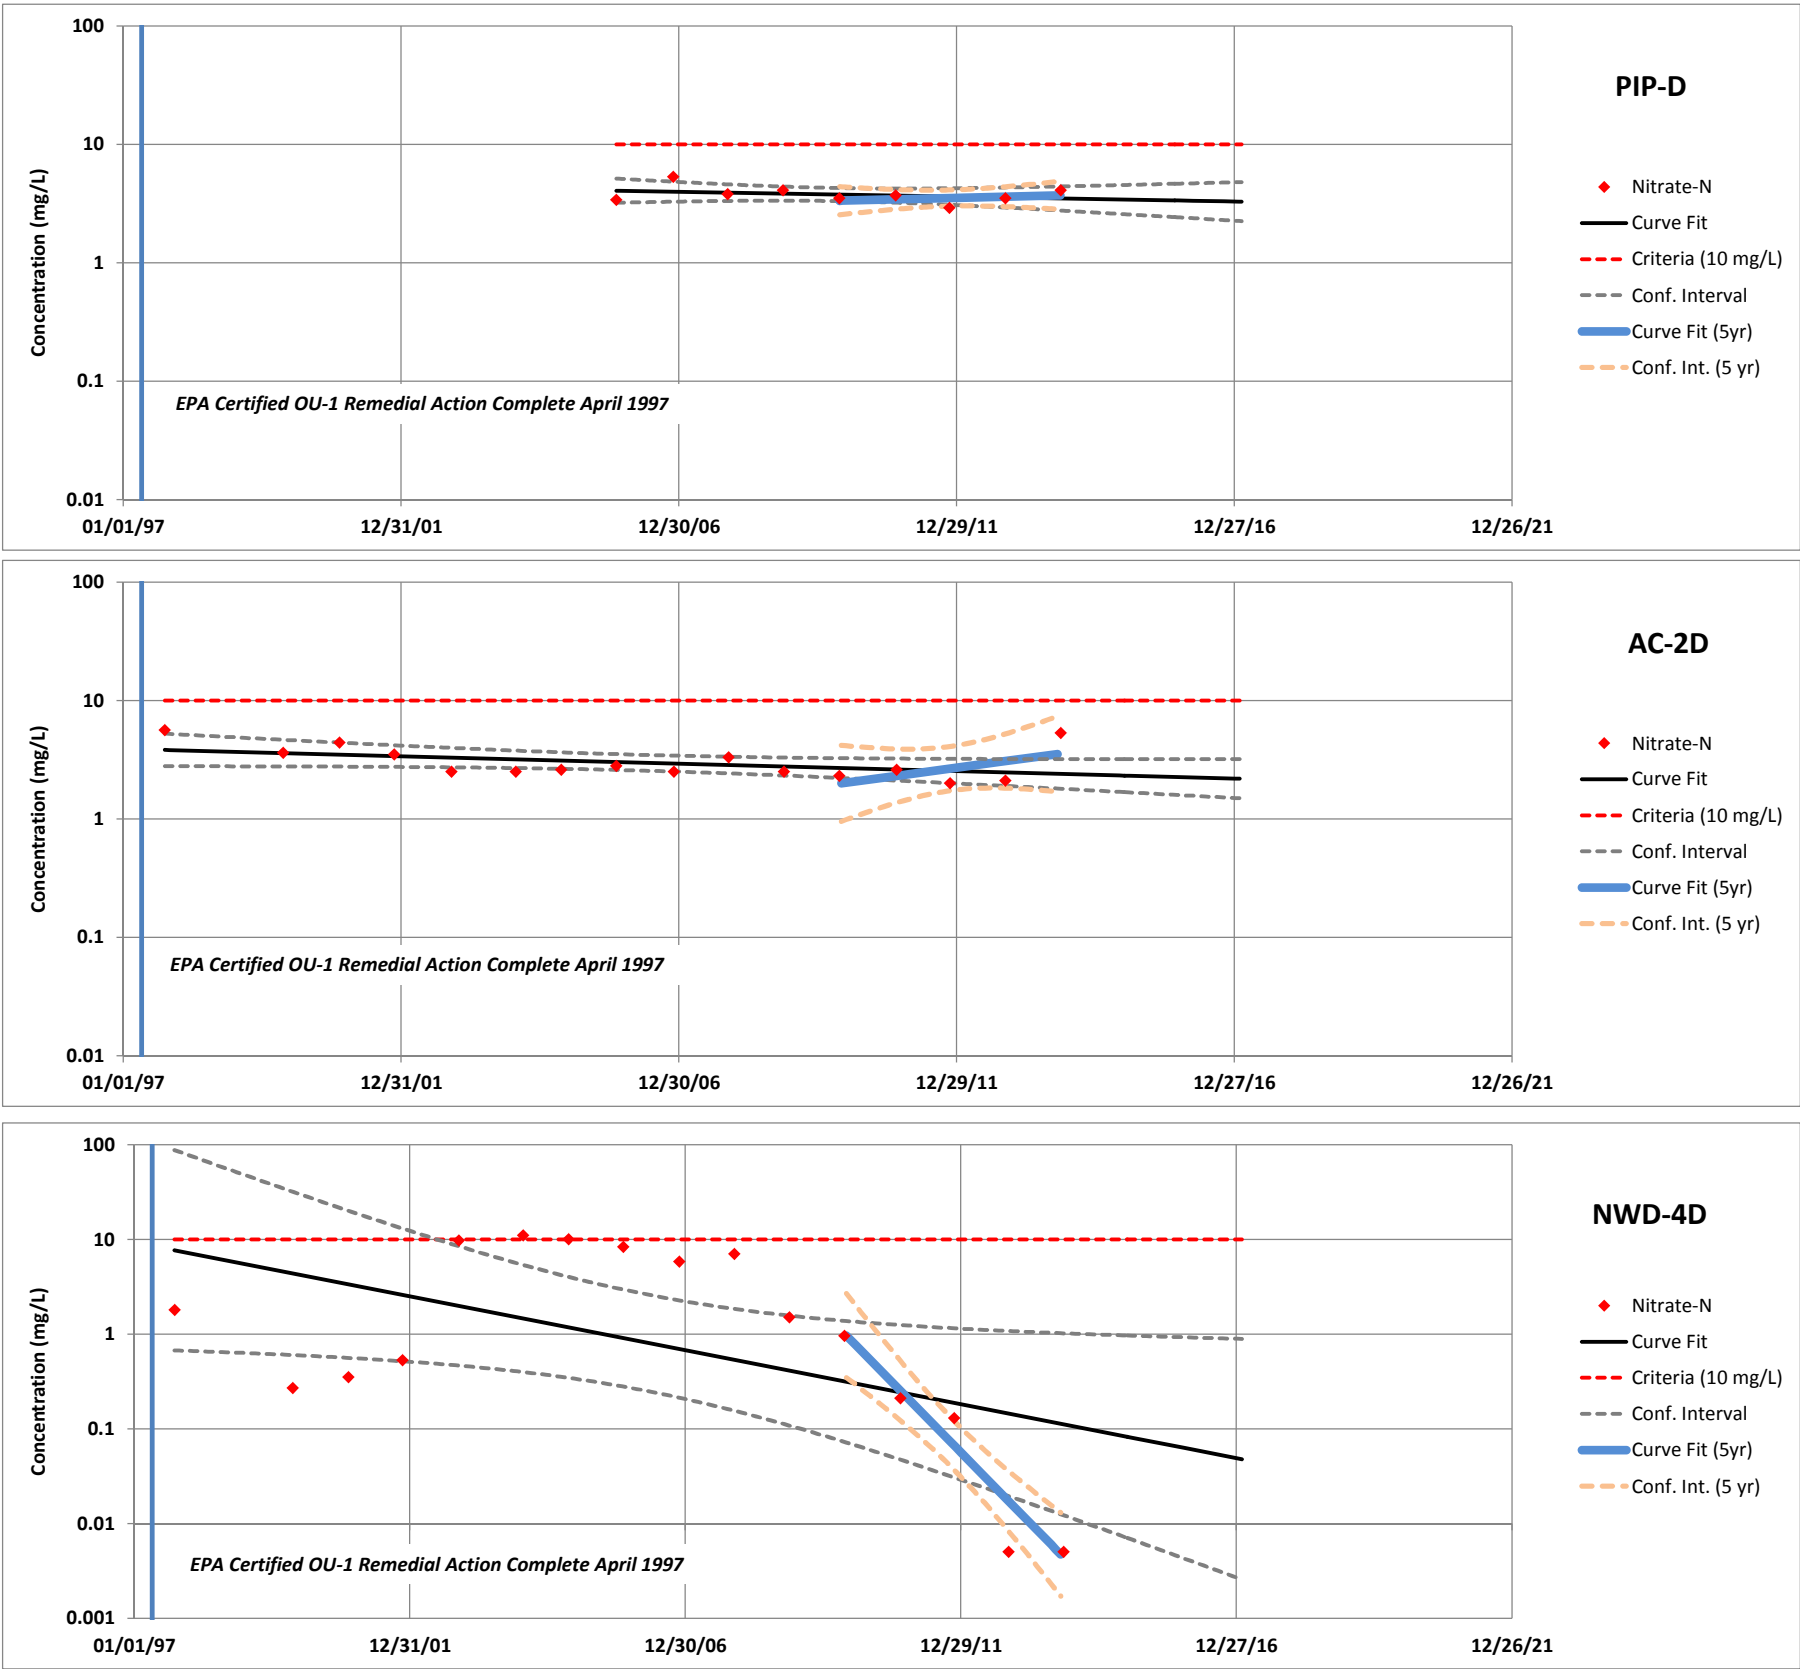 PIP-D
100
10
1
0.1
0.01
Concentration (mg/L)
EPA Certified OU-1 Remedial Action Complete April 1997
01/01/97 12/31/01 12/30/06 12/29/11 12/27/16 12/26/21
Nitrate-N
Curve Fit
Criteria (10 mg/L)
Conf. Interval
Curve Fit (5yr)
Conf. Int. (5 yr)
AC-2D
100
10
1
0.1
0.01
Concentration (mg/L)
EPA Certified OU-1 Remedial Action Complete April 1997
01/01/97 12/31/01 12/30/06 12/29/11 12/27/16 12/26/21
Nitrate-N
Curve Fit
Criteria (10 mg/L)
Conf. Interval
Curve Fit (5yr)
Conf. Int. (5 yr)
NWD-4D
100
10
1
0.1
0.01
0.001
Concentration (mg/L)
EPA Certified OU-1 Remedial Action Complete April 1997
01/01/97 12/31/01 12/30/06 12/29/11 12/27/16 12/26/21
Nitrate-N
Curve Fit
Criteria (10 mg/L)
Conf. Interval
Curve Fit (5yr)
Conf. Int. (5 yr)